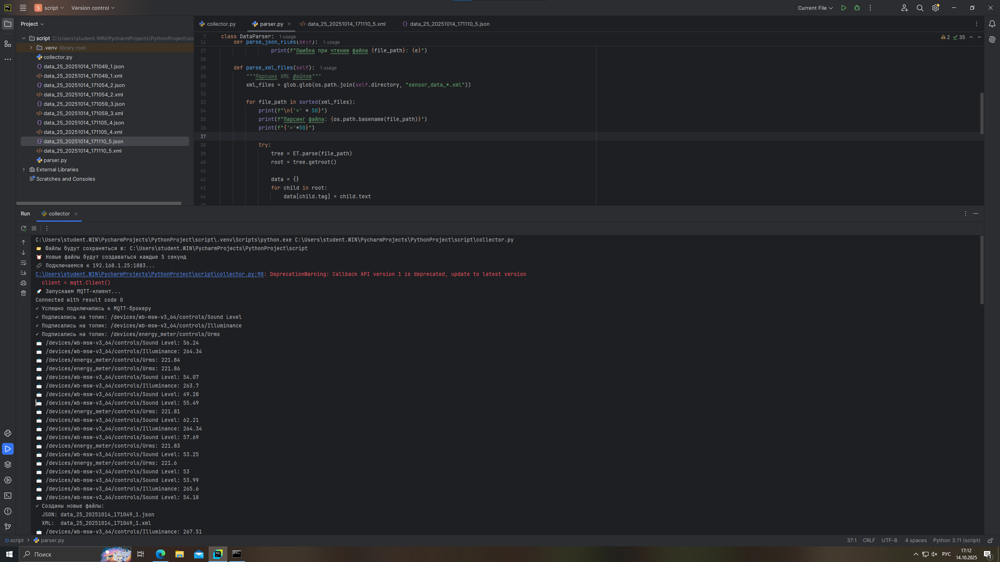 PC S script Version control Current File
Project
script C:\Users\student.WIN\PycharmProjects\PythonProject\scr
.venv library root
collector.py
data_25_20251014_171049_1.json
data_25_20251014_171049_1.xml
data_25_20251014_171054_2.json
data_25_20251014_171054_2.xml
data_25_20251014_171059_3.json
data_25_20251014_171059_3.xml
data_25_20251014_171105_4.json
data_25_20251014_171105_4.xml
data_25_20251014_171110_5.json
data_25_20251014_171110_5.xml
parser.py
External Libraries
Scratches and Consoles
collector.py parser.py data_25_20251014_171110_5.xml data_25_20251014_171110_5.json
7 class DataParser: 1 usage 2 35
11 def parse_json_files(self): 1 usage
27 print(f"Ошибка при чтении файла {file_path}: {e}")
28
29 def parse_xml_files(self): 1 usage
30 """Парсинг XML файлов"""
31 xml_files = glob.glob(os.path.join(self.directory, "sensor_data_*.xml"))
32
33 for file_path in sorted(xml_files):
34 print(f"\n{'=' * 50}")
35 print(f"Парсинг файла: {os.path.basename(file_path)}")
36 print(f"{'='*50}")
37
38 try:
39 tree = ET.parse(file_path)
40 root = tree.getroot()
41
42 data = {}
43 for child in root:
44 data[child.tag] = child.text
45
Run collector
C:\Users\student.WIN\PycharmProjects\PythonProject\script\.venv\Scripts\python.exe C:\Users\student.WIN\PycharmProjects\PythonProject\script\collector.py
Файлы будут сохраняться в: C:\Users\student.WIN\PycharmProjects\PythonProject\script
Новые файлы будут создаваться каждые 5 секунд
Подключаемся к 192.168.1.25:1883...
C:\Users\student.WIN\PycharmProjects\PythonProject\script\collector.py:90: DeprecationWarning: Callback API version 1 is deprecated, update to latest version
client = mqtt.Client()
Запускаем MQTT-клиент...
Connected with result code 0
✓ Успешно подключились к MQTT-брокеру
✓ Подписались на топик: /devices/wb-msw-v3_64/controls/Sound Level
✓ Подписались на топик: /devices/wb-msw-v3_64/controls/Illuminance
✓ Подписались на топик: /devices/energy_meter/controls/Urms
/devices/wb-msw-v3_64/controls/Sound Level: 56.24
/devices/wb-msw-v3_64/controls/Illuminance: 264.34
/devices/energy_meter/controls/Urms: 221.84
/devices/energy_meter/controls/Urms: 221.86
/devices/wb-msw-v3_64/controls/Sound Level: 54.07
/devices/wb-msw-v3_64/controls/Illuminance: 263.7
/devices/wb-msw-v3_64/controls/Sound Level: 49.28
/devices/wb-msw-v3_64/controls/Sound Level: 55.49
/devices/energy_meter/controls/Urms: 221.81
/devices/wb-msw-v3_64/controls/Sound Level: 62.21
/devices/wb-msw-v3_64/controls/Illuminance: 264.34
/devices/wb-msw-v3_64/controls/Sound Level: 57.69
/devices/energy_meter/controls/Urms: 221.83
/devices/wb-msw-v3_64/controls/Sound Level: 53.25
/devices/energy_meter/controls/Urms: 221.6
/devices/wb-msw-v3_64/controls/Sound Level: 53
/devices/wb-msw-v3_64/controls/Sound Level: 53.99
/devices/wb-msw-v3_64/controls/Illuminance: 265.6
/devices/wb-msw-v3_64/controls/Sound Level: 54.18
✓ Созданы новые файлы:
JSON: data_25_20251014_171049_1.json
XML: data_25_20251014_171049_1.xml
/devices/wb-msw-v3_64/controls/Illuminance: 267.51
script parser.py 37:1 CRLF UTF-8 4 spaces Python 3.11 (script)
Поиск PC РУС 17:12 1
14.10.2025